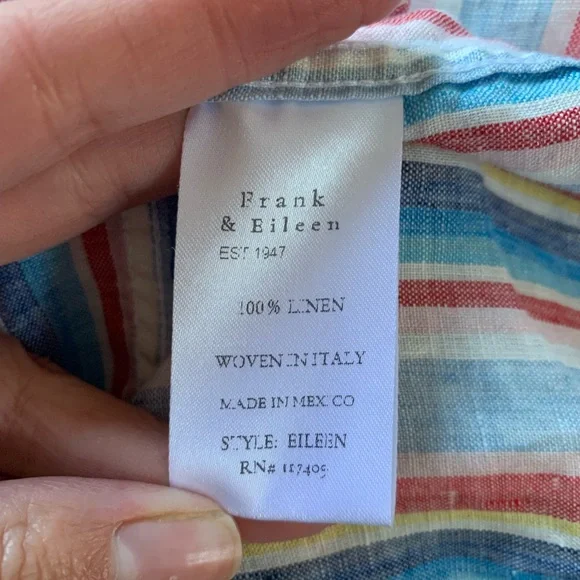 Frank
& Eileen
EST 1947
100% LINEN
WOVEN IN ITALY
MADE IN MEXICO
STYLE: EILEEN
RN# 117405